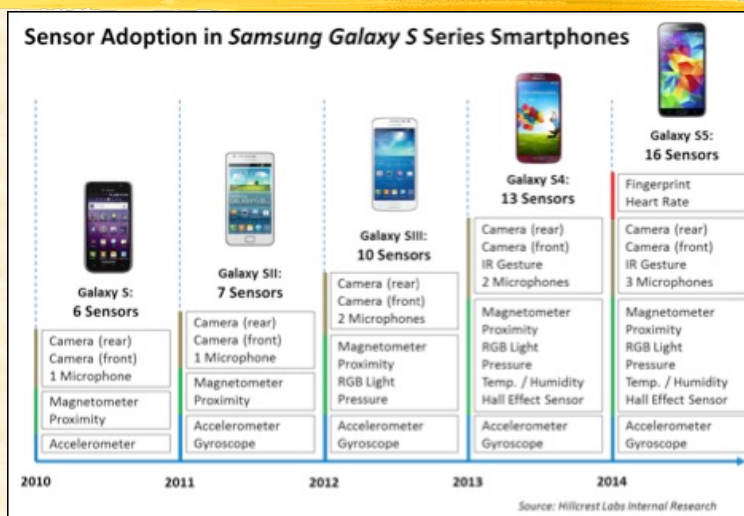 Sensor Adoption in Samsung Galaxy S Series Smartphones
Galaxy S:
6 Sensors
Camera (rear)
Camera (front)
1 Microphone
Magnetometer
Proximity
Accelerometer
Galaxy SII:
7 Sensors
Camera (rear)
Camera (front)
1 Microphone
Magnetometer
Proximity
Accelerometer
Gyroscope
Galaxy SIII:
10 Sensors
Camera (rear)
Camera (front)
2 Microphones
Magnetometer
Proximity
RGB Light
Pressure
Accelerometer
Gyroscope
Galaxy S4:
13 Sensors
Camera (rear)
Camera (front)
IR Gesture
2 Microphones
Magnetometer
Proximity
RGB Light
Pressure
Temp. / Humidity
Hall Effect Sensor
Accelerometer
Gyroscope
Galaxy S5:
16 Sensors
Fingerprint
Heart Rate
Camera (rear)
Camera (front)
IR Gesture
3 Microphones
Magnetometer
Proximity
RGB Light
Pressure
Temp. / Humidity
Hall Effect Sensor
Accelerometer
Gyroscope
2010 2011 2012 2013 2014
Source: Hillcrest Labs Internal Research